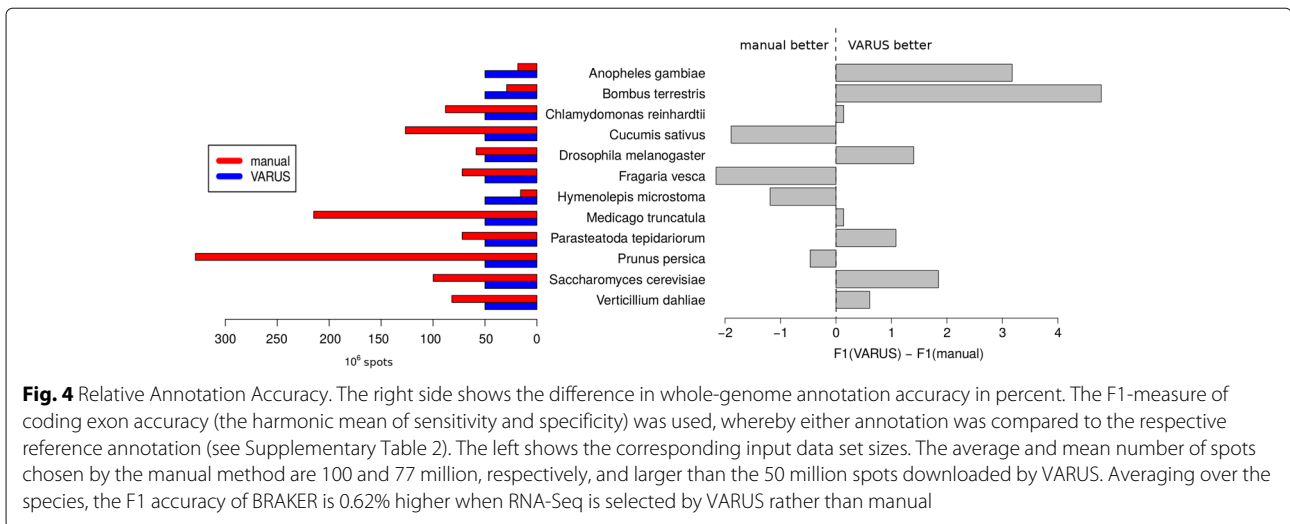 manual better VARUS better
manual
VARUS
Anopheles gambiae
Bombus terrestris
Chlamydomonas reinhardtii
Cucumis sativus
Drosophila melanogaster
Fragaria vesca
Hymenolepis microstoma
Medicago truncatula
Parasteatoda tepidariorum
Prunus persica
Saccharomyces cerevisiae
Verticillium dahliae
300 250 200 150 100 50 0
10⁶ spots
−2 −1 0 1 2 3 4
F1(VARUS) − F1(manual)
Fig. 4 Relative Annotation Accuracy. The right side shows the difference in whole-genome annotation accuracy in percent. The F1-measure of
coding exon accuracy (the harmonic mean of sensitivity and specificity) was used, whereby either annotation was compared to the respective
reference annotation (see Supplementary Table 2). The left shows the corresponding input data set sizes. The average and mean number of spots
chosen by the manual method are 100 and 77 million, respectively, and larger than the 50 million spots downloaded by VARUS. Averaging over the
species, the F1 accuracy of BRAKER is 0.62% higher when RNA-Seq is selected by VARUS rather than manual